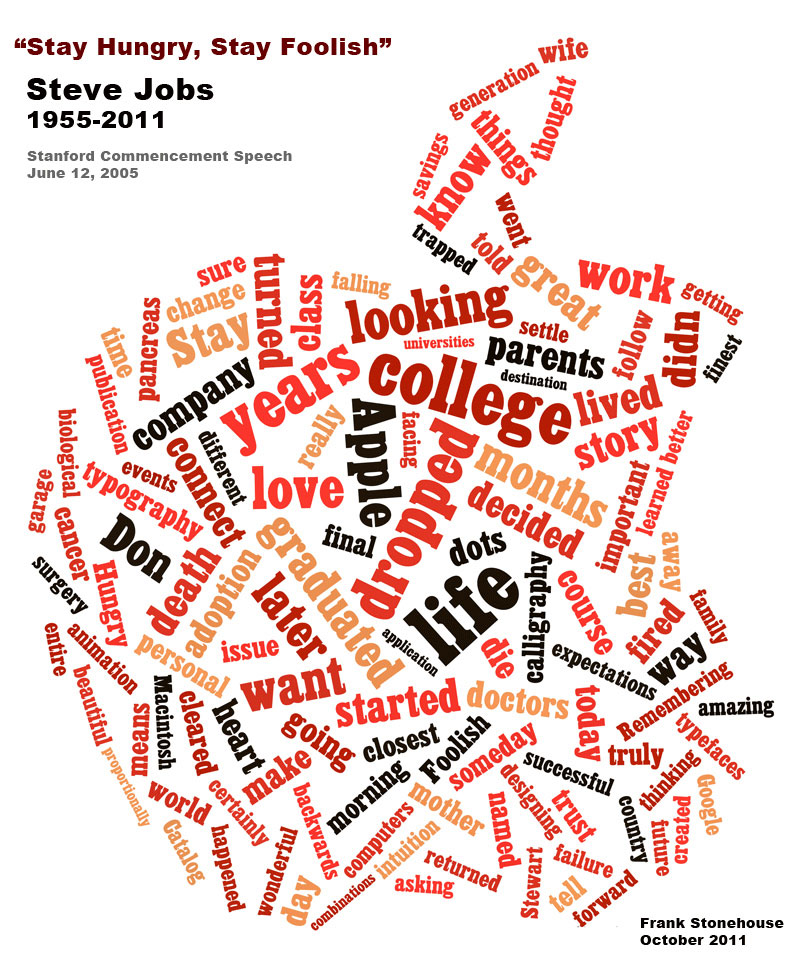 “Stay Hungry, Stay Foolish”
Steve Jobs
1955-2011
Stanford Commencement Speech
June 12, 2005
wife
generation
thought
things
savings
know
went
trapped
told
great
work
getting
sure
turned
class
falling
change
Stay
pancreas
looking
universities
settle
parents
destination
follow
didn
finest
time
publication
company
years
college
lived
story
really
Apple
facing
dropped
months
biological
different
connect
events
typography
garage
love
final
decided
important
learned
better
cancer
Don
death
adoption
graduated
dots
life
calligraphy
course
best
away
surgery
Hungry
later
application
die
expectations
fired
way
family
entire
animation
personal
issue
want
started
doctors
today
Remembering
amazing
beautiful
means
Macintosh
cleared
heart
going
closest
Foolish
someday
successful
truly
typefaces
proportionally
world
certainly
make
backwards
morning
mother
designing
trust
country
thinking
Google
Catalog
happened
wonderful
day
combinations
computers
intuition
asking
returned
named
Stewart
failure
tell
forward
future
created
Frank Stonehouse
October 2011